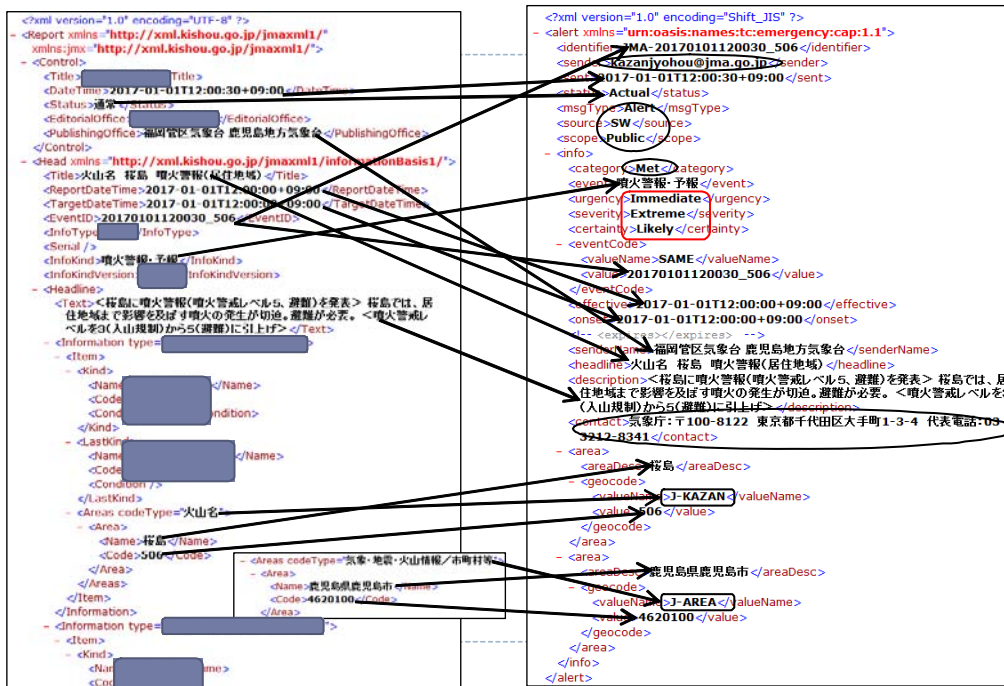 <?xml version="1.0" encoding="UTF-8" ?>
- <Report xmlns="http://xml.kishou.go.jp/jmaxml1/"
xmlns:jmx="http://xml.kishou.go.jp/jmaxml1/">
- <Control>
<Title> Title>
<DateTime>2017-01-01T12:00:30+09:00</DateTime>
<Status>通常</Status>
<EditorialOffice> </EditorialOffice>
<PublishingOffice>福岡管区気象台 鹿児島地方気象台</PublishingOffice>
</Control>
- <Head xmlns="http://xml.kishou.go.jp/jmaxml1/informationBasis1/">
<Title>火山名 桜島 噴火警報(居住地域)</Title>
<ReportDateTime>2017-01-01T12:00:00+09:00</ReportDateTime>
<TargetDateTime>2017-01-01T12:00:00+09:00</TargetDateTime>
<EventID>20170101120030_506</EventID>
<InfoType> /InfoType>
<Serial />
<InfoKind>噴火警報・予報</InfoKind>
<InfoKindVersion> InfoKindVersion>
- <Headline>
<Text><桜島に噴火警報(噴火警戒レベル5、避難)を発表> 桜島では、居
住地域まで影響を及ぼす噴火の発生が切迫。避難が必要。 <噴火警戒レ
ベルを3(入山規制)から5(避難)に引上げ></Text>
- <Information type=
- <Item>
- <Kind>
<Name </Name>
<Code
<Cond ondition>
</Kind>
- <LastKind>
<Name </Name>
<Code
<Condition />
</LastKind>
- <Areas codeType="火山名">
- <Area>
<Name>桜島</Name>
<Code>506</Code>
</Area>
</Areas>
</Item>
</Information>
- <Information type= ">
- <Item>
- <Kind>
<Nar me>
<Cod
- <Areas codeType="気象・地震・火山情報／市町村等">
- <Area>
<Name>鹿児島県鹿児島市</Name>
<Code>4620100</Code>
</Area>
<?xml version="1.0" encoding="Shift_JIS" ?>
- <alert xmlns="urn:oasis:names:tc:emergency:cap:1.1">
<identifier>JMA-20170101120030_506</identifier>
<sender>kazanjyohou@jma.go.jp</sender>
<sent>2017-01-01T12:00:30+09:00</sent>
<status>Actual</status>
<msgType>Alert</msgType>
<source>SW</source>
<scope>Public</scope>
- <info>
<category>Met</category>
<event>噴火警報・予報</event>
<urgency>Immediate</urgency>
<severity>Extreme</severity>
<certainty>Likely</certainty>
- <eventCode>
<valueName>SAME</valueName>
<value>20170101120030_506</value>
</eventCode>
<effective>2017-01-01T12:00:00+09:00</effective>
<onset>2017-01-01T12:00:00+09:00</onset>
<!-- <expires></expires> -->
<senderName>福岡管区気象台 鹿児島地方気象台</senderName>
<headline>火山名 桜島 噴火警報(居住地域)</headline>
<description><桜島に噴火警報(噴火警戒レベル5、避難)を発表> 桜島では、居
住地域まで影響を及ぼす噴火の発生が切迫。避難が必要。 <噴火警戒レベルを3
(入山規制)から5(避難)に引上げ></description>
<contact>気象庁：〒100-8122 東京都千代田区大手町1-3-4 代表電話:03-
3212-8341</contact>
- <area>
<areaDesc>桜島</areaDesc>
- <geocode>
<valueName>J-KAZAN</valueName>
<value>506</value>
</geocode>
</area>
- <area>
<areaDesc>鹿児島県鹿児島市</areaDesc>
- <geocode>
<valueName>J-AREA</valueName>
<value>4620100</value>
</geocode>
</area>
</info>
</alert>